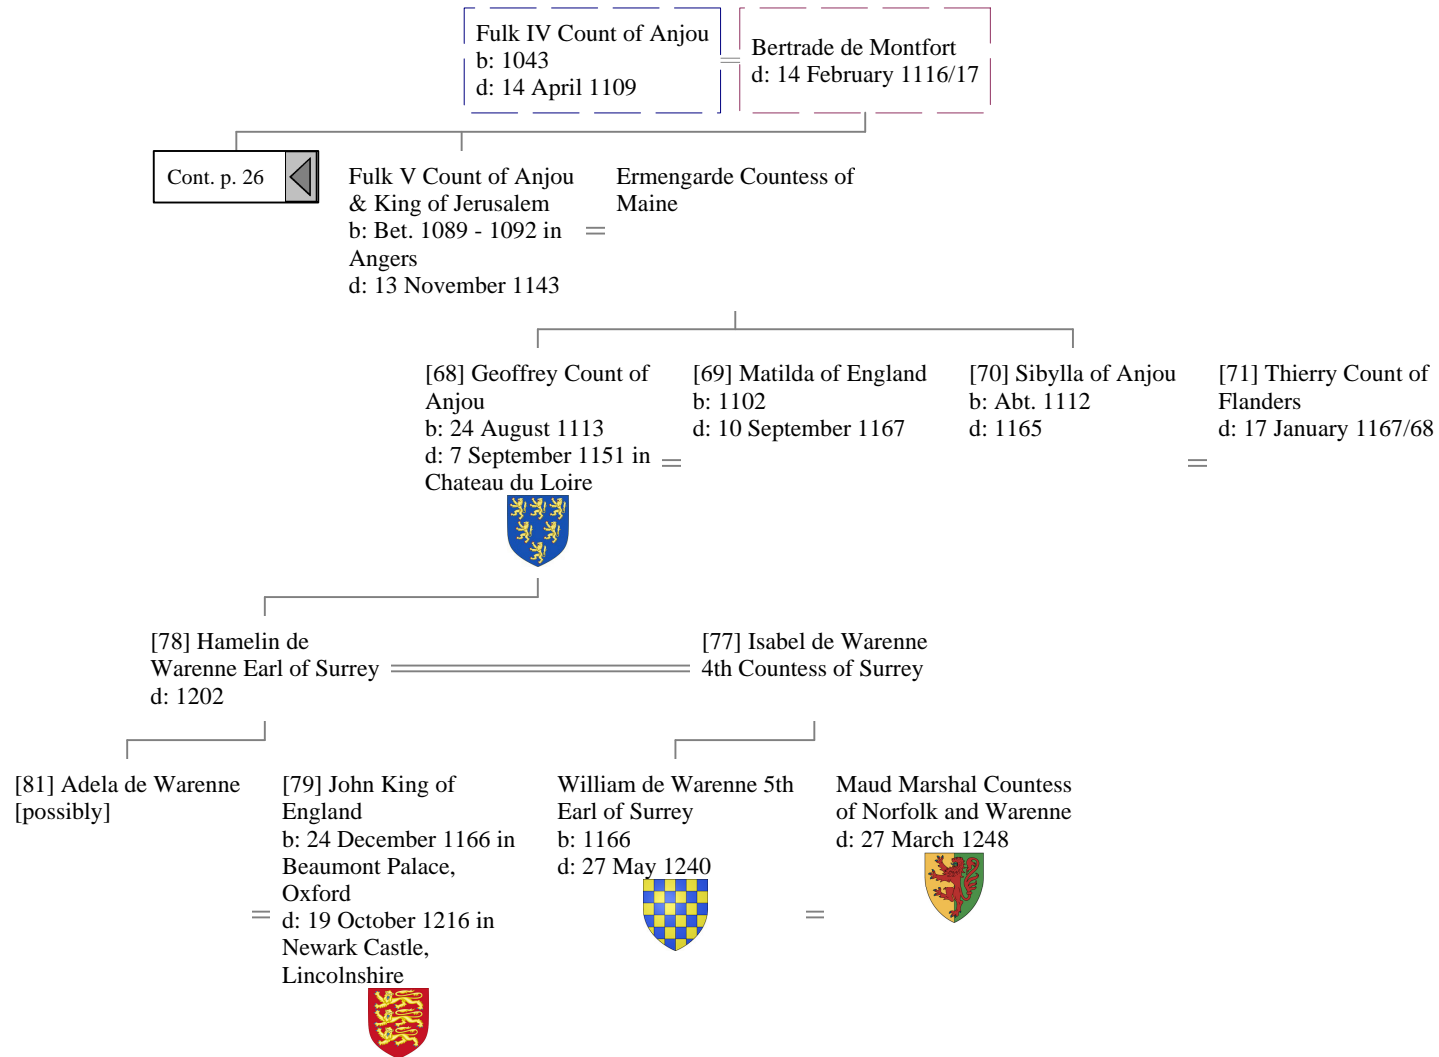 Fulk IV Count of Anjou
b: 1043
d: 14 April 1109
Bertrade de Montfort
d: 14 February 1116/17
Cont. p. 26
Fulk V Count of Anjou
& King of Jerusalem
b: Bet. 1089 - 1092 in
Angers
d: 13 November 1143
Ermengarde Countess of
Maine
[68] Geoffrey Count of
Anjou
b: 24 August 1113
d: 7 September 1151 in
Chateau du Loire
[69] Matilda of England
b: 1102
d: 10 September 1167
[70] Sibylla of Anjou
b: Abt. 1112
d: 1165
[71] Thierry Count of
Flanders
d: 17 January 1167/68
[78] Hamelin de
Warenne Earl of Surrey
d: 1202
[77] Isabel de Warenne
4th Countess of Surrey
[81] Adela de Warenne
[possibly]
[79] John King of
England
b: 24 December 1166 in
Beaumont Palace,
Oxford
d: 19 October 1216 in
Newark Castle,
Lincolnshire
William de Warenne 5th
Earl of Surrey
b: 1166
d: 27 May 1240
Maud Marshal Countess
of Norfolk and Warenne
d: 27 March 1248